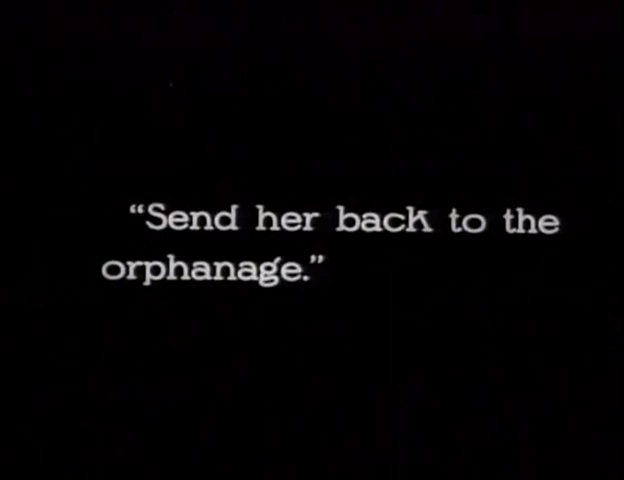 “Send her back to the
orphanage.”